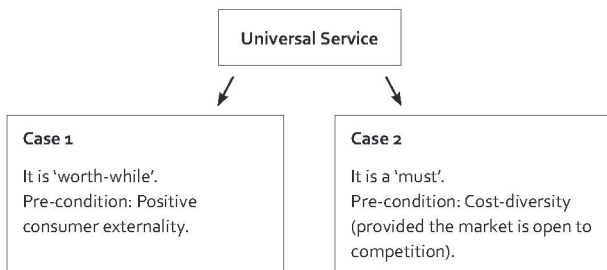 Universal Service
Case 1
It is ‘worth-while’.
Pre-condition: Positive
consumer externality.
Case 2
It is a ‘must’.
Pre-condition: Cost-diversity
(provided the market is open to
competition).